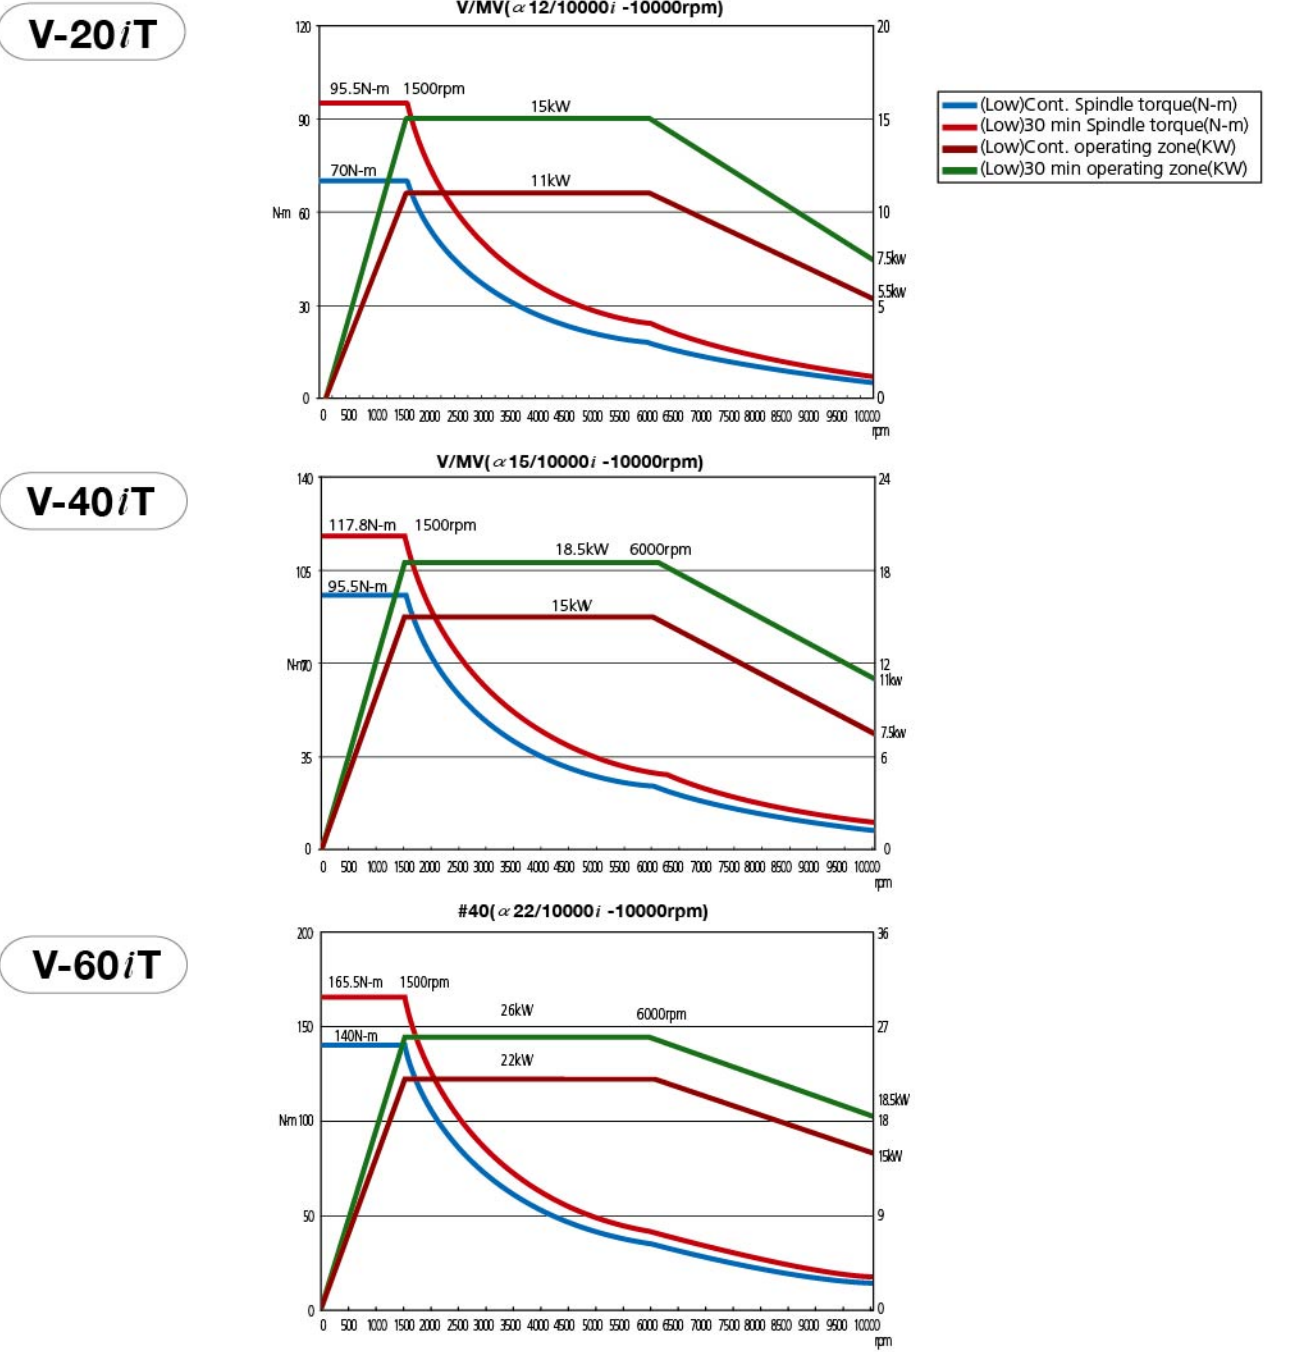 V-20iT
V/MV(α12/10000i -10000rpm)
120
20
95.5N-m 1500rpm
15kW
90
15
70N-m
11kW
N-m 60
10
7.5kw
5.5kw
30
5
0
0
0 500 1000 1500 2000 2500 3000 3500 4000 4500 5000 5500 6000 6500 7000 7500 8000 8500 9000 9500 10000
rpm
(Low)Cont. Spindle torque(N-m)
(Low)30 min Spindle torque(N-m)
(Low)Cont. operating zone(KW)
(Low)30 min operating zone(KW)
V-40iT
V/MV(α15/10000i -10000rpm)
140
24
117.8N-m 1500rpm
18.5kW 6000rpm
105
18
95.5N-m
15kW
N-m 70
12
11kw
7.5kw
35
6
0
0
0 500 1000 1500 2000 2500 3000 3500 4000 4500 5000 5500 6000 6500 7000 7500 8000 8500 9000 9500 10000
rpm
V-60iT
#40(α22/10000i -10000rpm)
200
36
165.5N-m 1500rpm
26kW 6000rpm
150
27
140N-m
22kW
18.5kW
N-m 100
18
15kW
50
9
0
0
0 500 1000 1500 2000 2500 3000 3500 4000 4500 5000 5500 6000 6500 7000 7500 8000 8500 9000 9500 10000
rpm